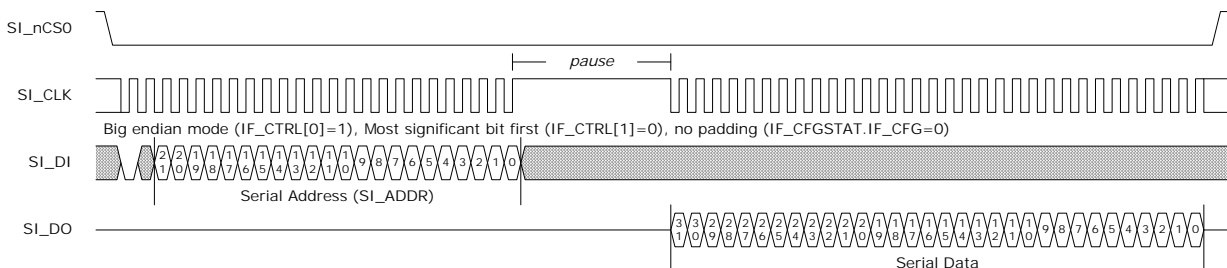 SI_nCS0
pause
SI_CLK
Big endian mode (IF_CTRL[0]=1), Most significant bit first (IF_CTRL[1]=0), no padding (IF_CFGSTAT.IF_CFG=0)
SI_DI 21 20 19 18 17 16 15 14 13 12 11 10 9 8 7 6 5 4 3 2 1 0
Serial Address (SI_ADDR)
SI_DO 31 30 29 28 27 26 25 24 23 22 21 20 19 18 17 16 15 14 13 12 11 10 9 8 7 6 5 4 3 2 1 0
Serial Data